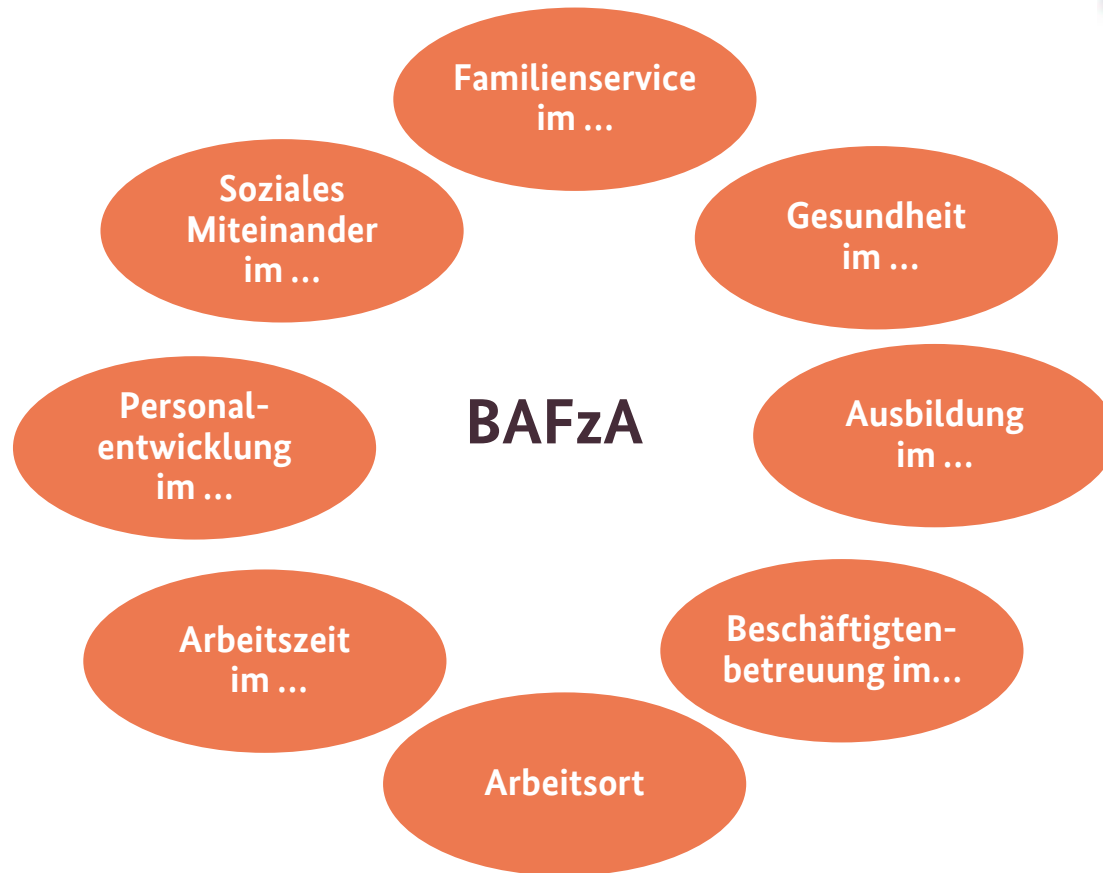 Familienservice
im ...
Soziales
Miteinander
im ...
Gesundheit
im ...
Personal-
entwicklung
im ...
BAFzA
Ausbildung
im ...
Arbeitszeit
im ...
Beschäftigten-
betreuung im...
Arbeitsort